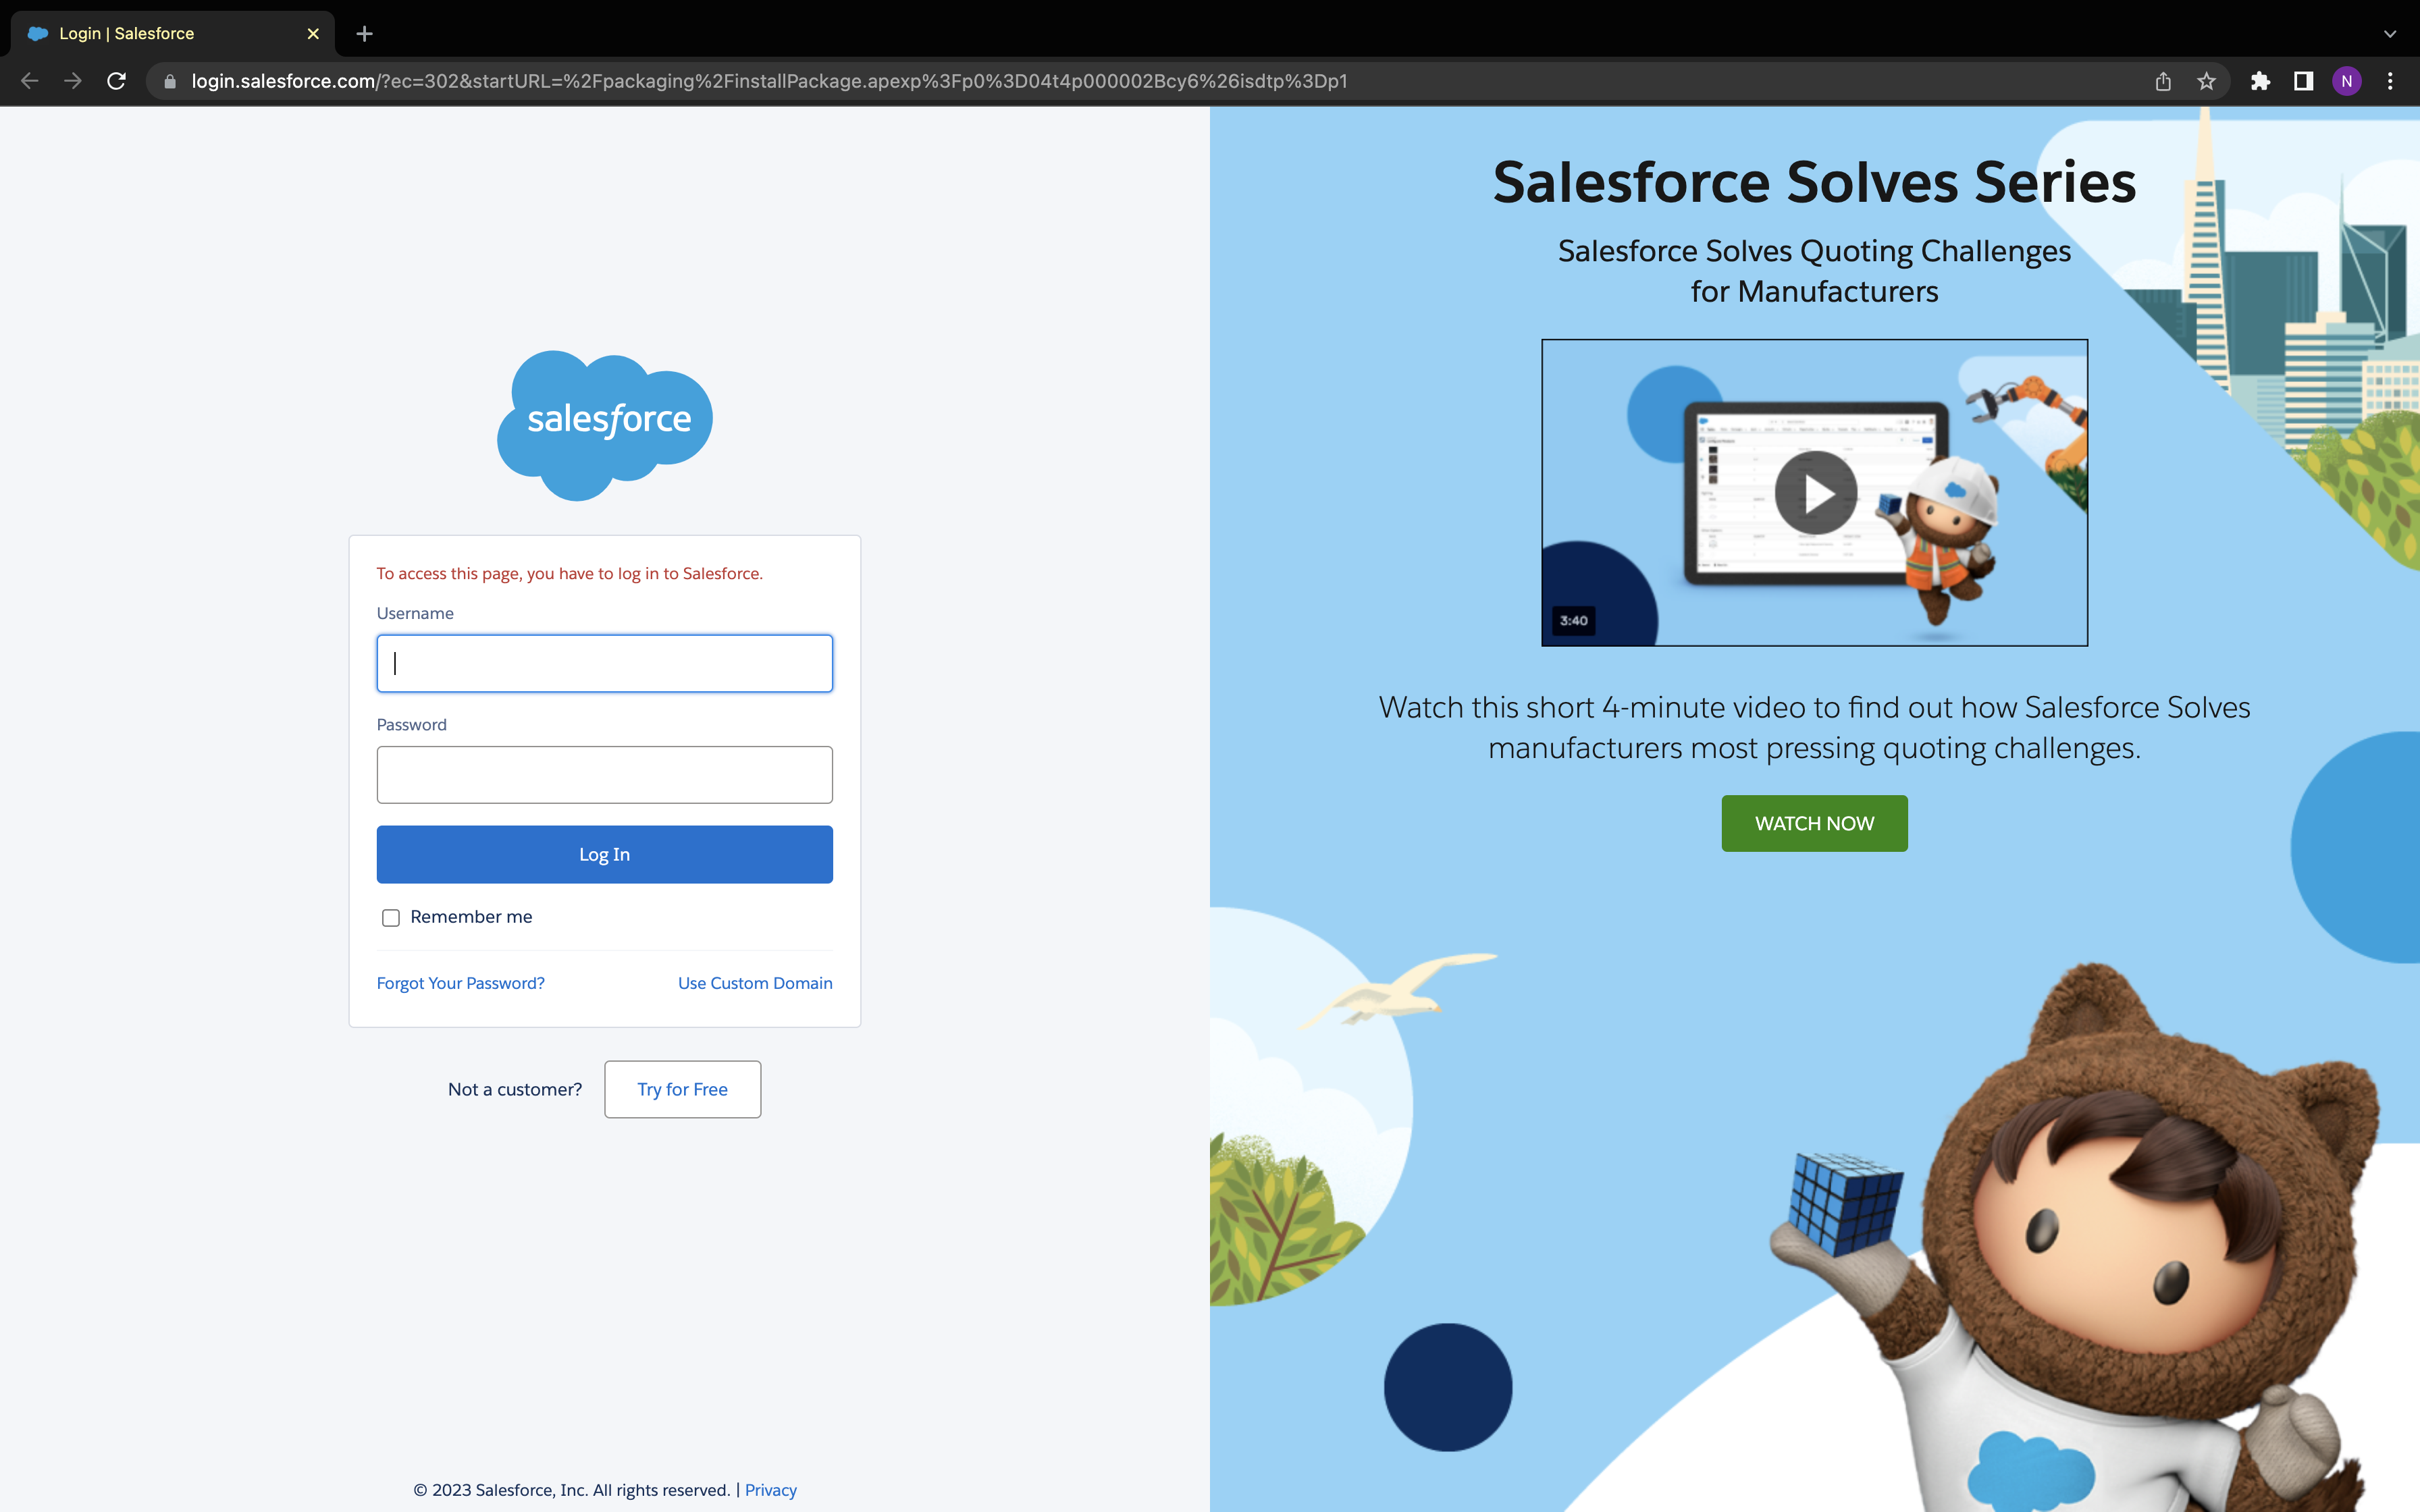 Login | Salesforce
login.salesforce.com/?ec=302&startURL=%2Fpackaging%2FinstallPackage.apexp%3Fp0%3D04t4p000002Bcy6%26isdtp%3Dp1
N
salesforce
To access this page, you have to log in to Salesforce.
Username
Password
Log In
Remember me
Forgot Your Password?
Use Custom Domain
Not a customer?
Try for Free
© 2023 Salesforce, Inc. All rights reserved. | Privacy
Salesforce Solves Series
Salesforce Solves Quoting Challenges
for Manufacturers
3:40
Watch this short 4-minute video to find out how Salesforce Solves
manufacturers most pressing quoting challenges.
WATCH NOW